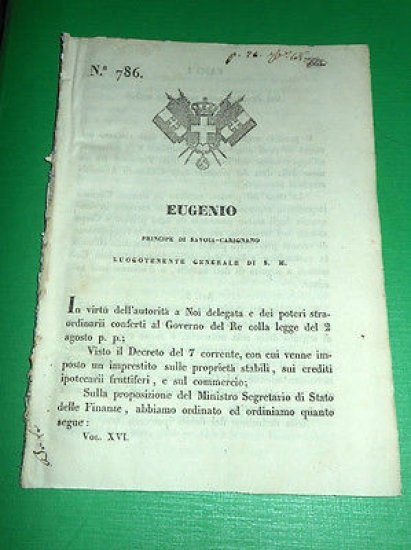 N.° 786.
EUGENIO
PRINCIPE DI SAVOIA-CARIGNANO
LUOGOTENENTE GENERALE DI S. M.
In virtù dell'autorità a Noi delegata e dei poteri stra-
ordinarii conferti al Governo del Re colla legge del 2
agosto p. p.;
Visto il Decreto del 7 corrente, con cui venne im-
posto un imprestito sulle proprietà stabili, sui crediti
ipotecarii fruttiferi, e sul commercio;
Sulla proposizione del Ministro Segretario di Stato
delle Finanze, abbiamo ordinato ed ordiniamo quanto
segue:
Voc. XVI.